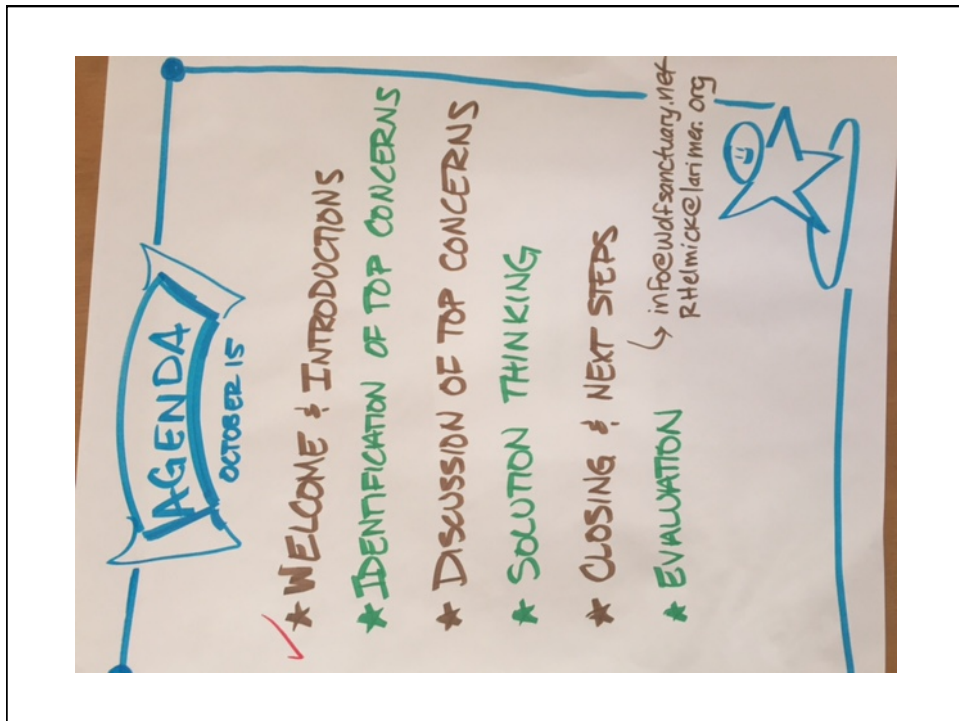 AGENDA
OCTOBER 15
★ WELCOME & INTRODUCTIONS
★ IDENTIFICATION OF TOP CONCERNS
★ DISCUSSION OF TOP CONCERNS
★ SOLUTION THINKING
★ CLOSING & NEXT STEPS
↳ info@wolfsanctuary.net
RHelmick@larimer.org
★ EVALUATION